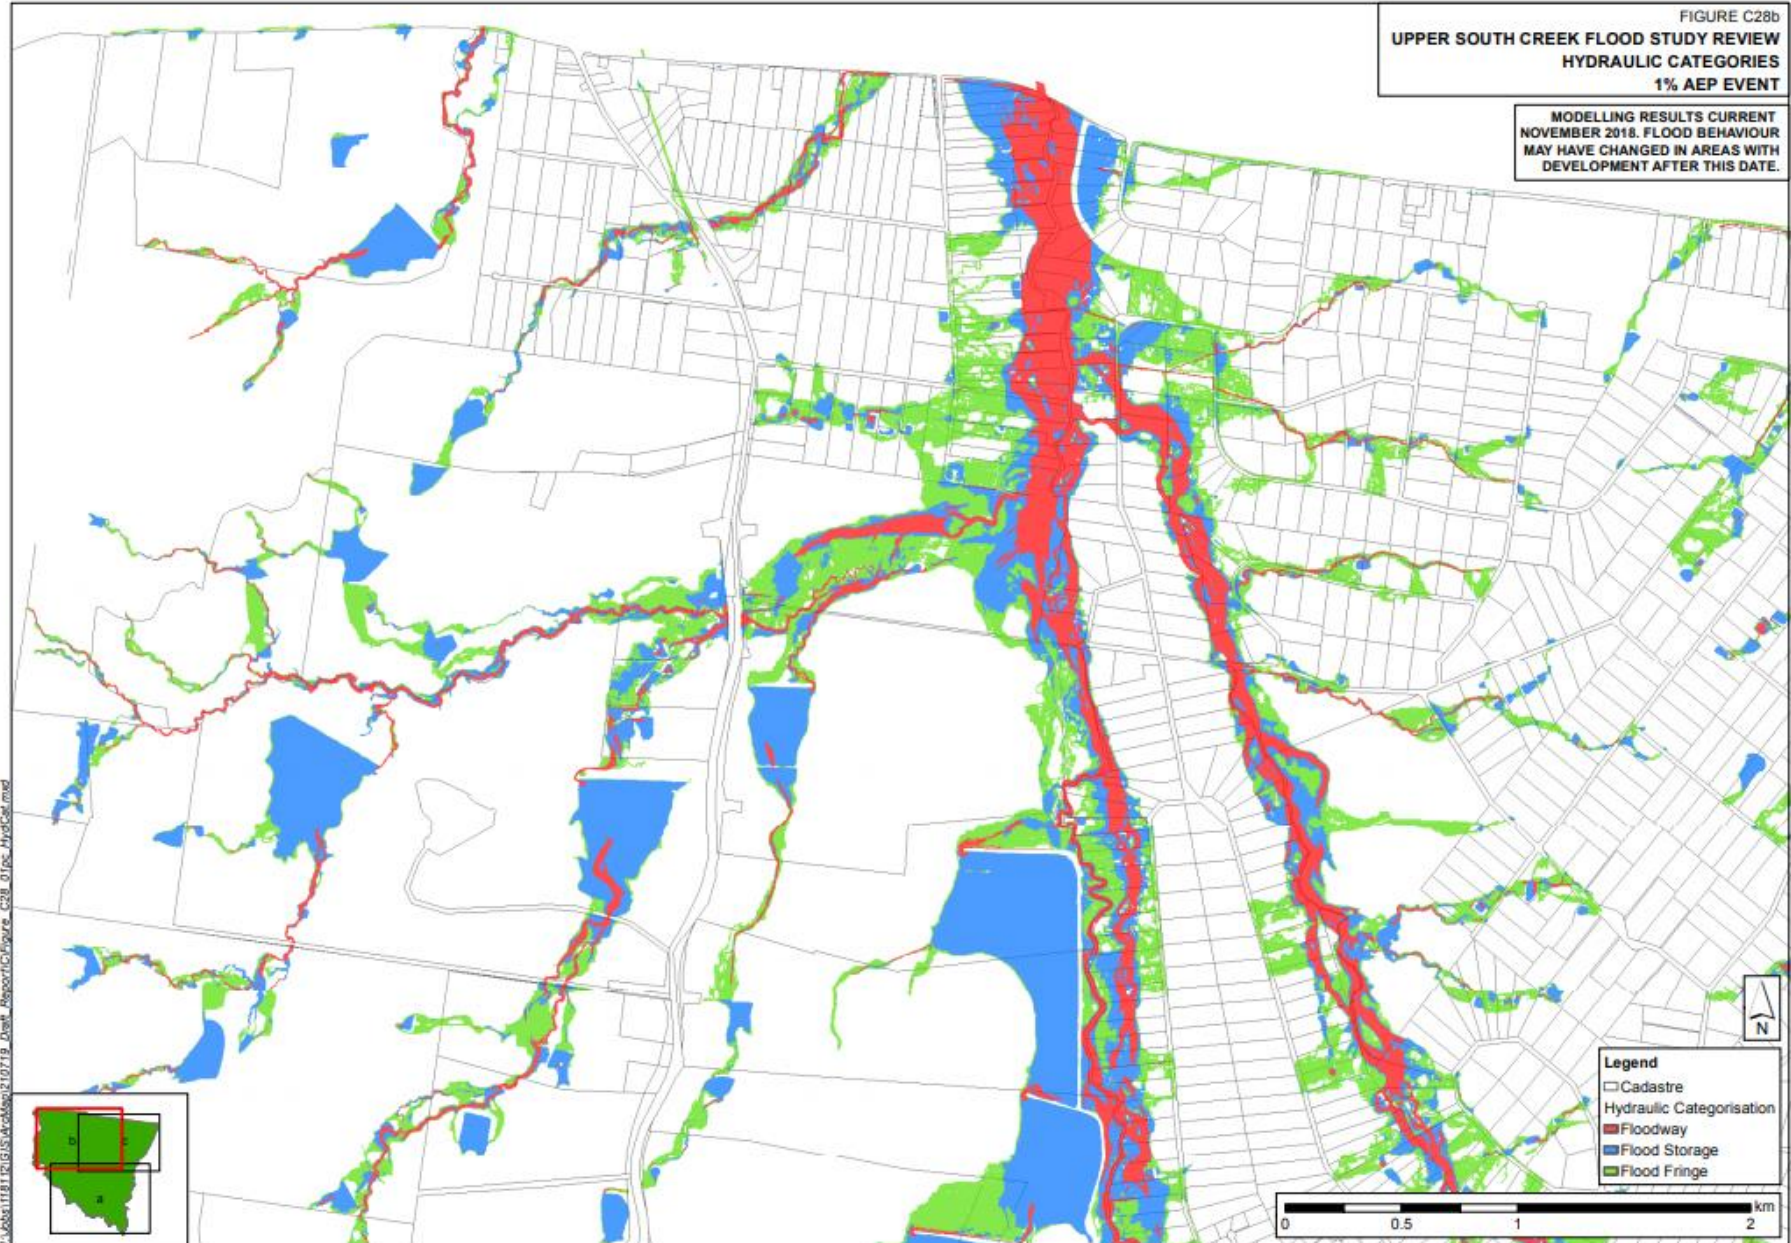 FIGURE C28b
UPPER SOUTH CREEK FLOOD STUDY REVIEW
HYDRAULIC CATEGORIES
1% AEP EVENT
MODELLING RESULTS CURRENT
NOVEMBER 2018. FLOOD BEHAVIOUR
MAY HAVE CHANGED IN AREAS WITH
DEVELOPMENT AFTER THIS DATE.
N
Legend
Cadastre
Hydraulic Categorisation
Floodway
Flood Storage
Flood Fringe
km
0 0.5 1 2
b c
a